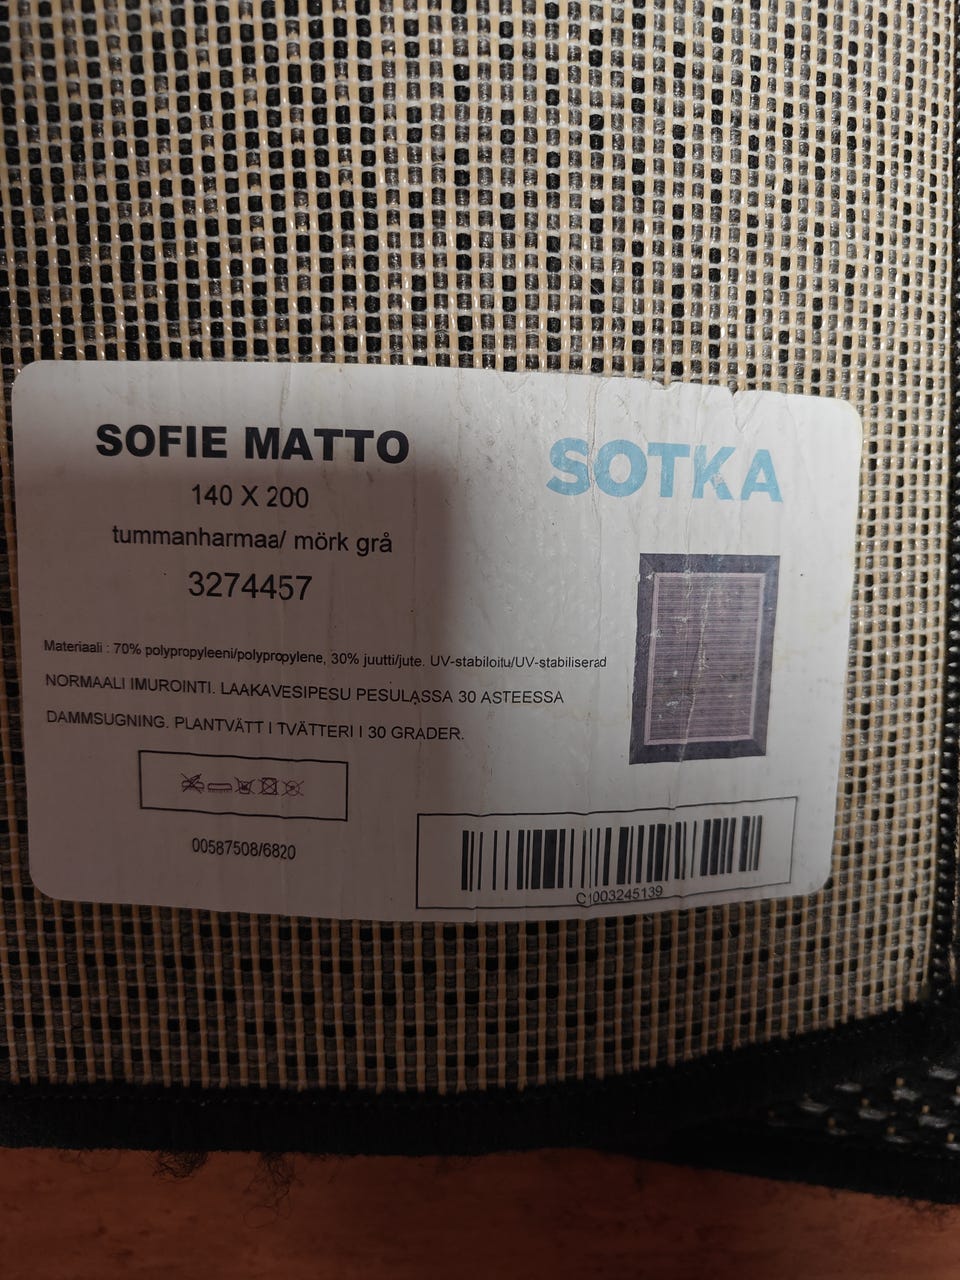 SOFIE MATTO
SOTKA
140 X 200
tummanharmaa/ mörk grå
3274457
Materiaali : 70% polypropyleeni/polypropylene, 30% juutti/jute. UV-stabiloitu/UV-stabiliserad
NORMAALI IMUROINTI. LAAKAVESIPESU PESULASSA 30 ASTEESSA
DAMMSUGNING. PLANTVÄTT I TVÄTTERI I 30 GRADER.
00587508/6820
C1003245139